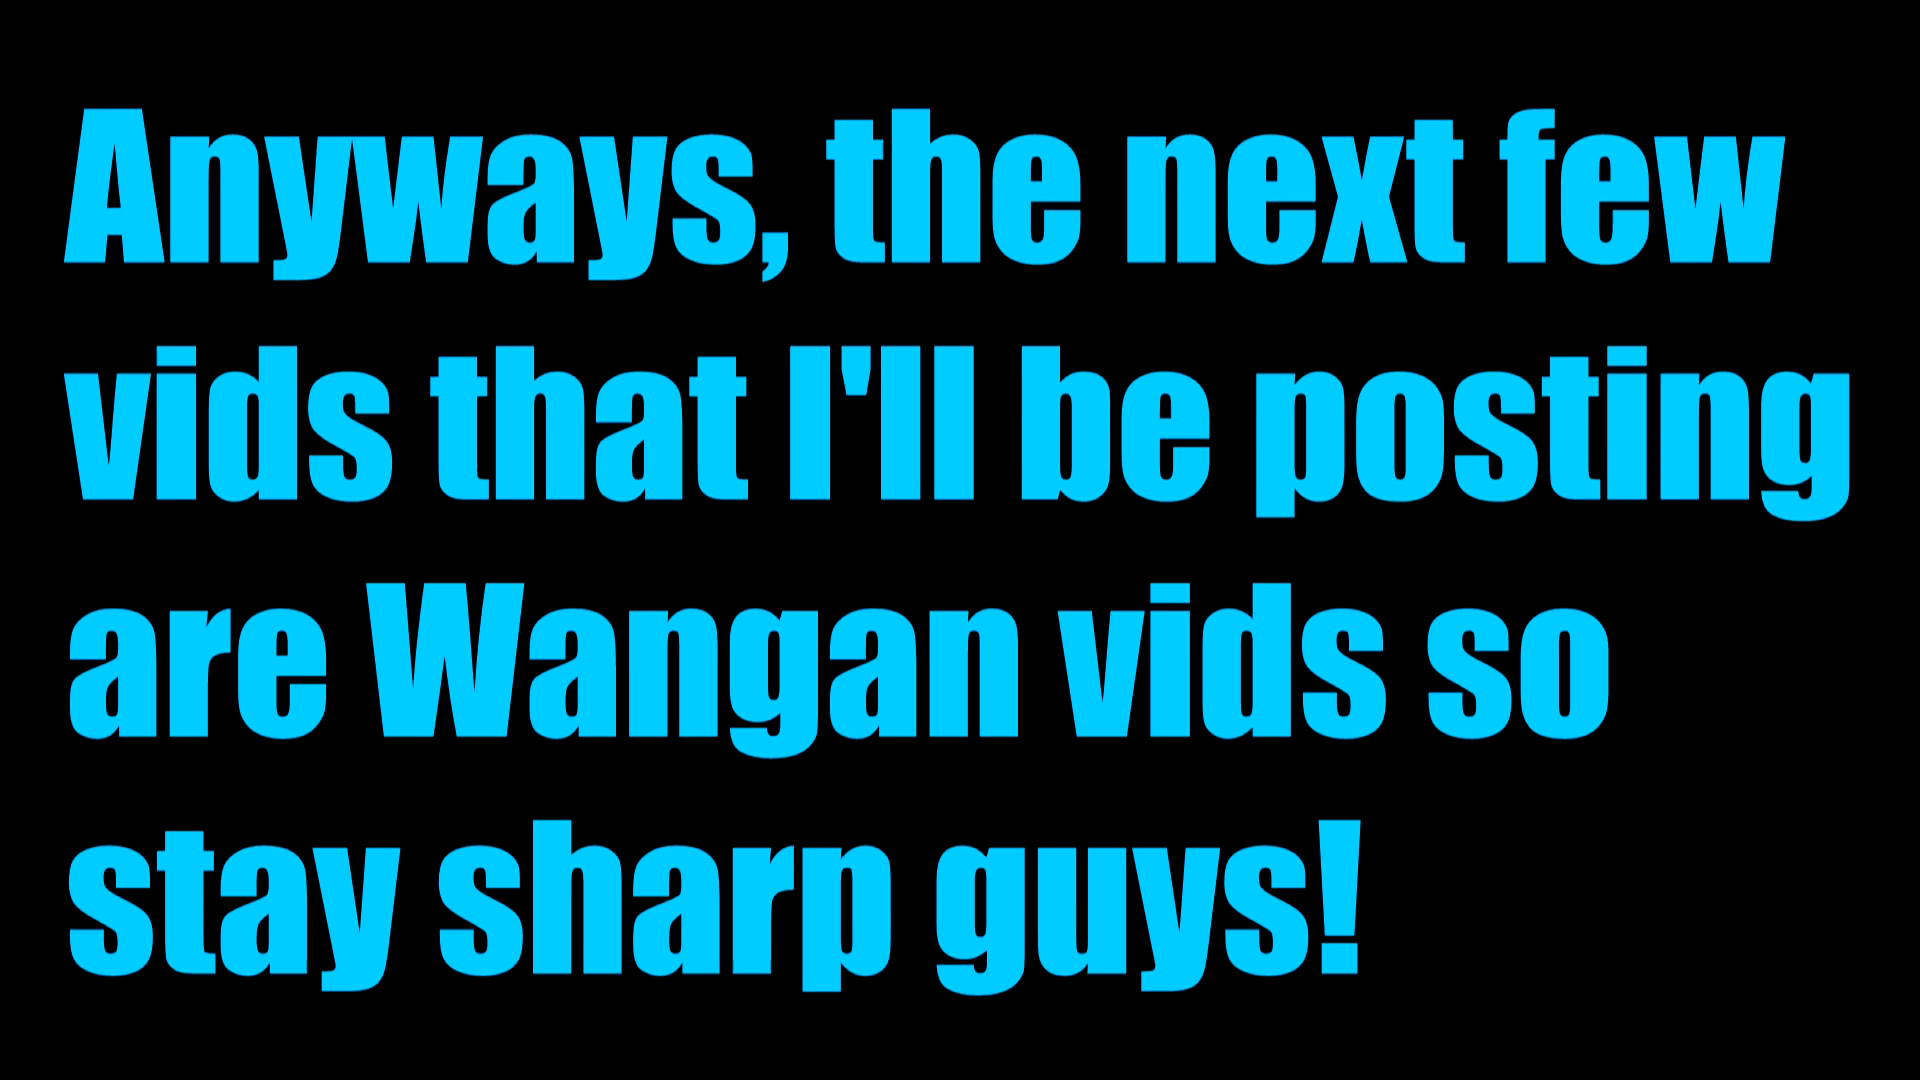 Anyways, the next few
vids that I'll be posting
are Wangan vids so
stay sharp guys!